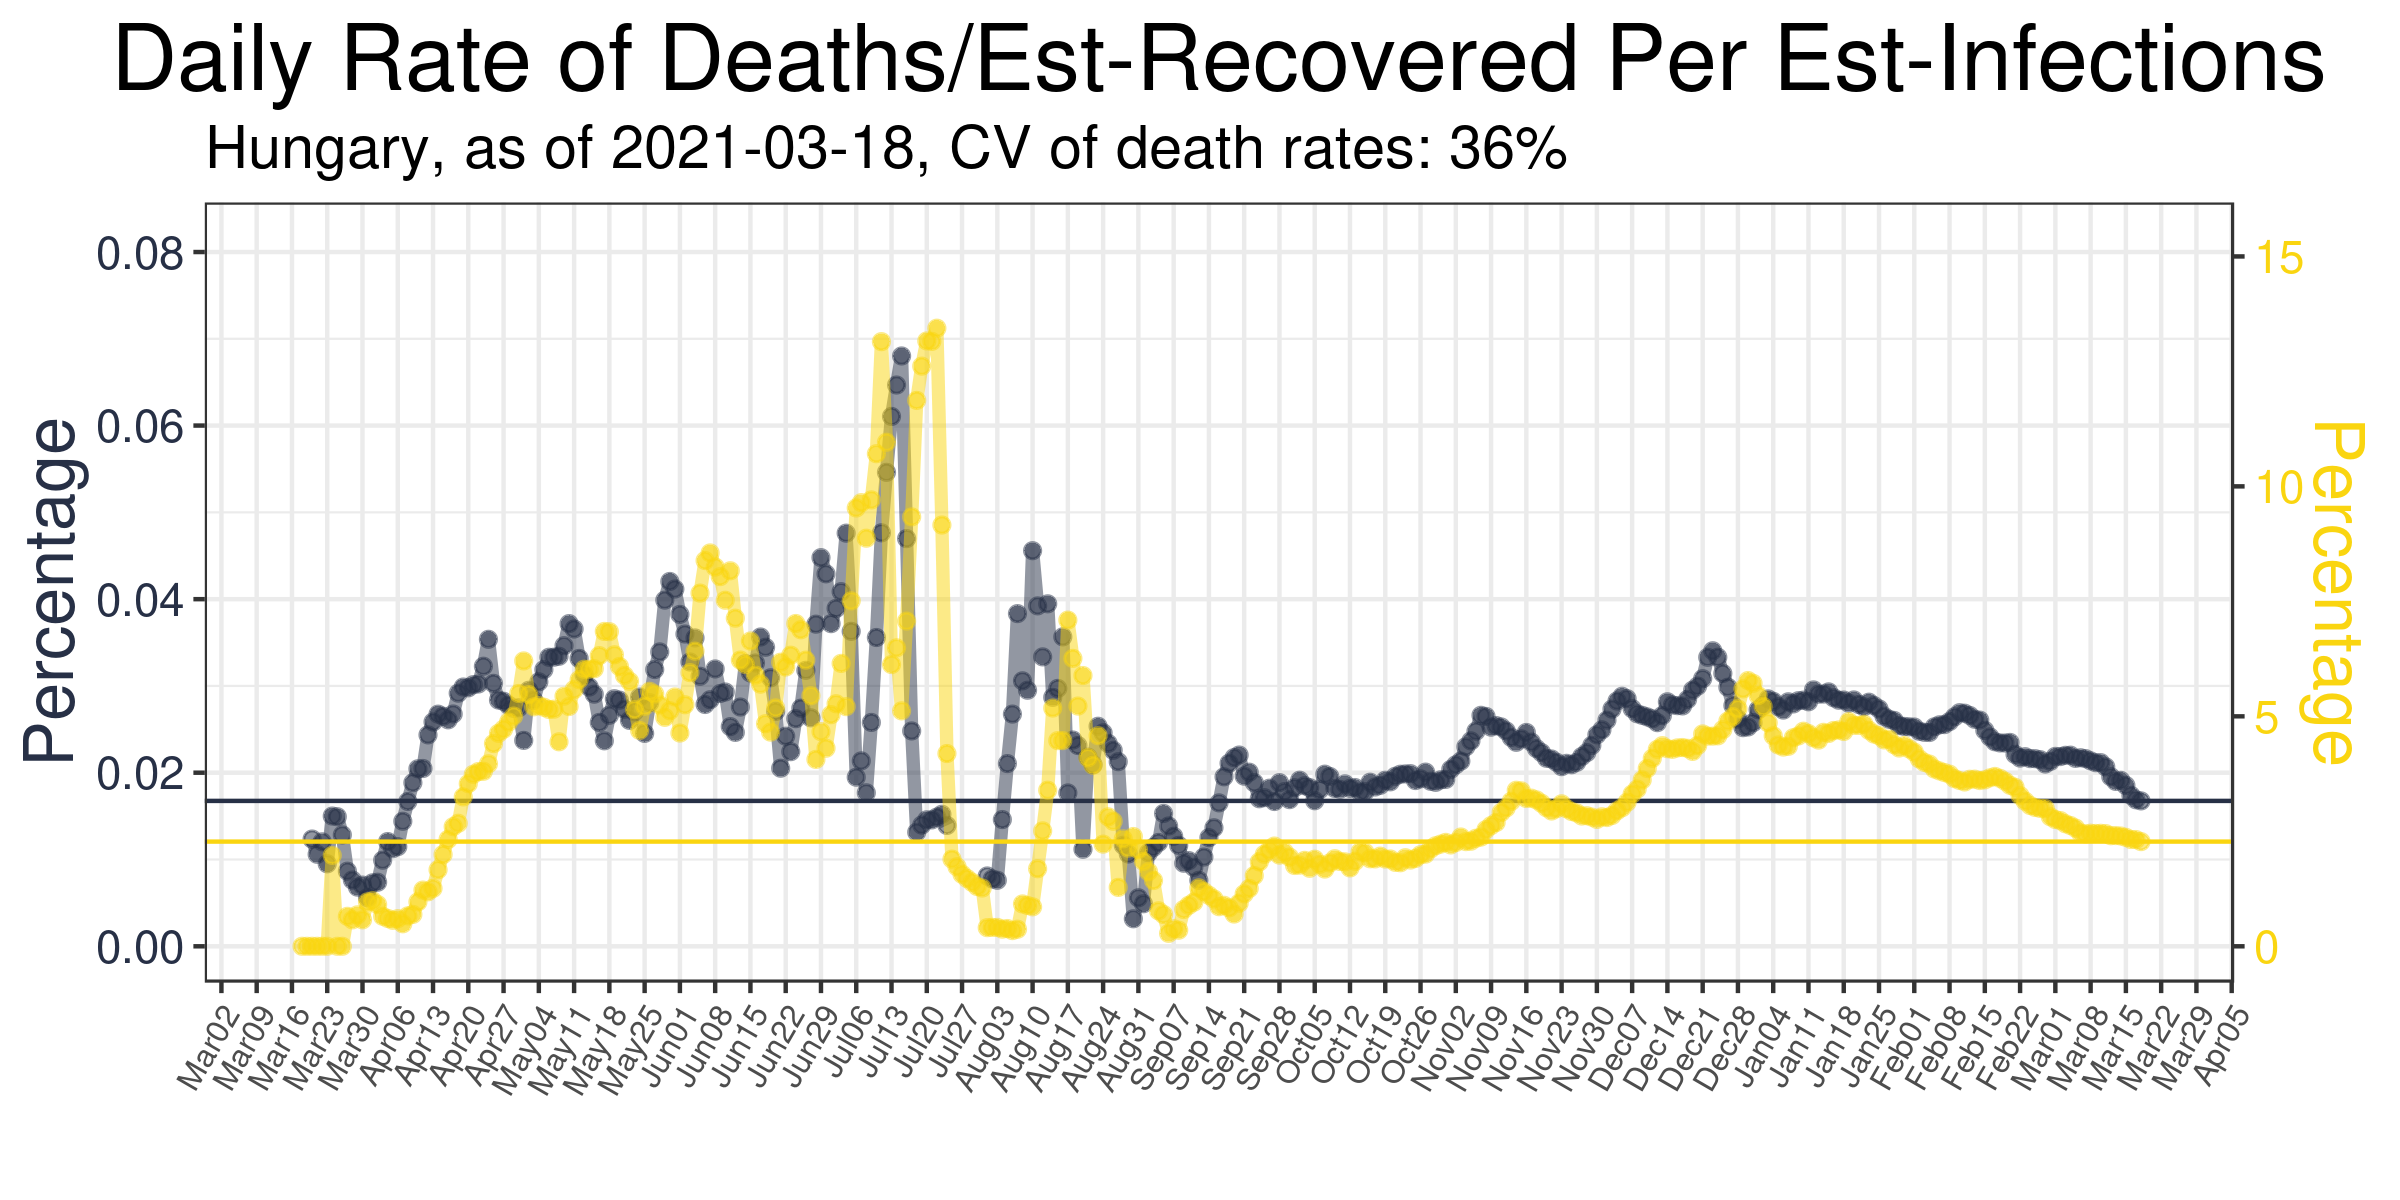 Daily Rate of Deaths/Est-Recovered Per Est-Infections
Hungary, as of 2021-03-18, CV of death rates: 36%
Percentage
0.08
0.06
0.04
0.02
0.00
15
10
5
0
Percentage
Mar02
Mar09
Mar16
Mar23
Mar30
Apr06
Apr13
Apr20
Apr27
May04
May11
May18
May25
Jun01
Jun08
Jun15
Jun22
Jun29
Jul06
Jul13
Jul20
Jul27
Aug03
Aug10
Aug17
Aug24
Aug31
Sep07
Sep14
Sep21
Sep28
Oct05
Oct12
Oct19
Oct26
Nov02
Nov09
Nov16
Nov23
Nov30
Dec07
Dec14
Dec21
Dec28
Dec04
Jan11
Jan18
Jan25
Feb01
Feb08
Feb15
Feb22
Mar01
Mar08
Mar15
Mar22
Mar29
Apr05